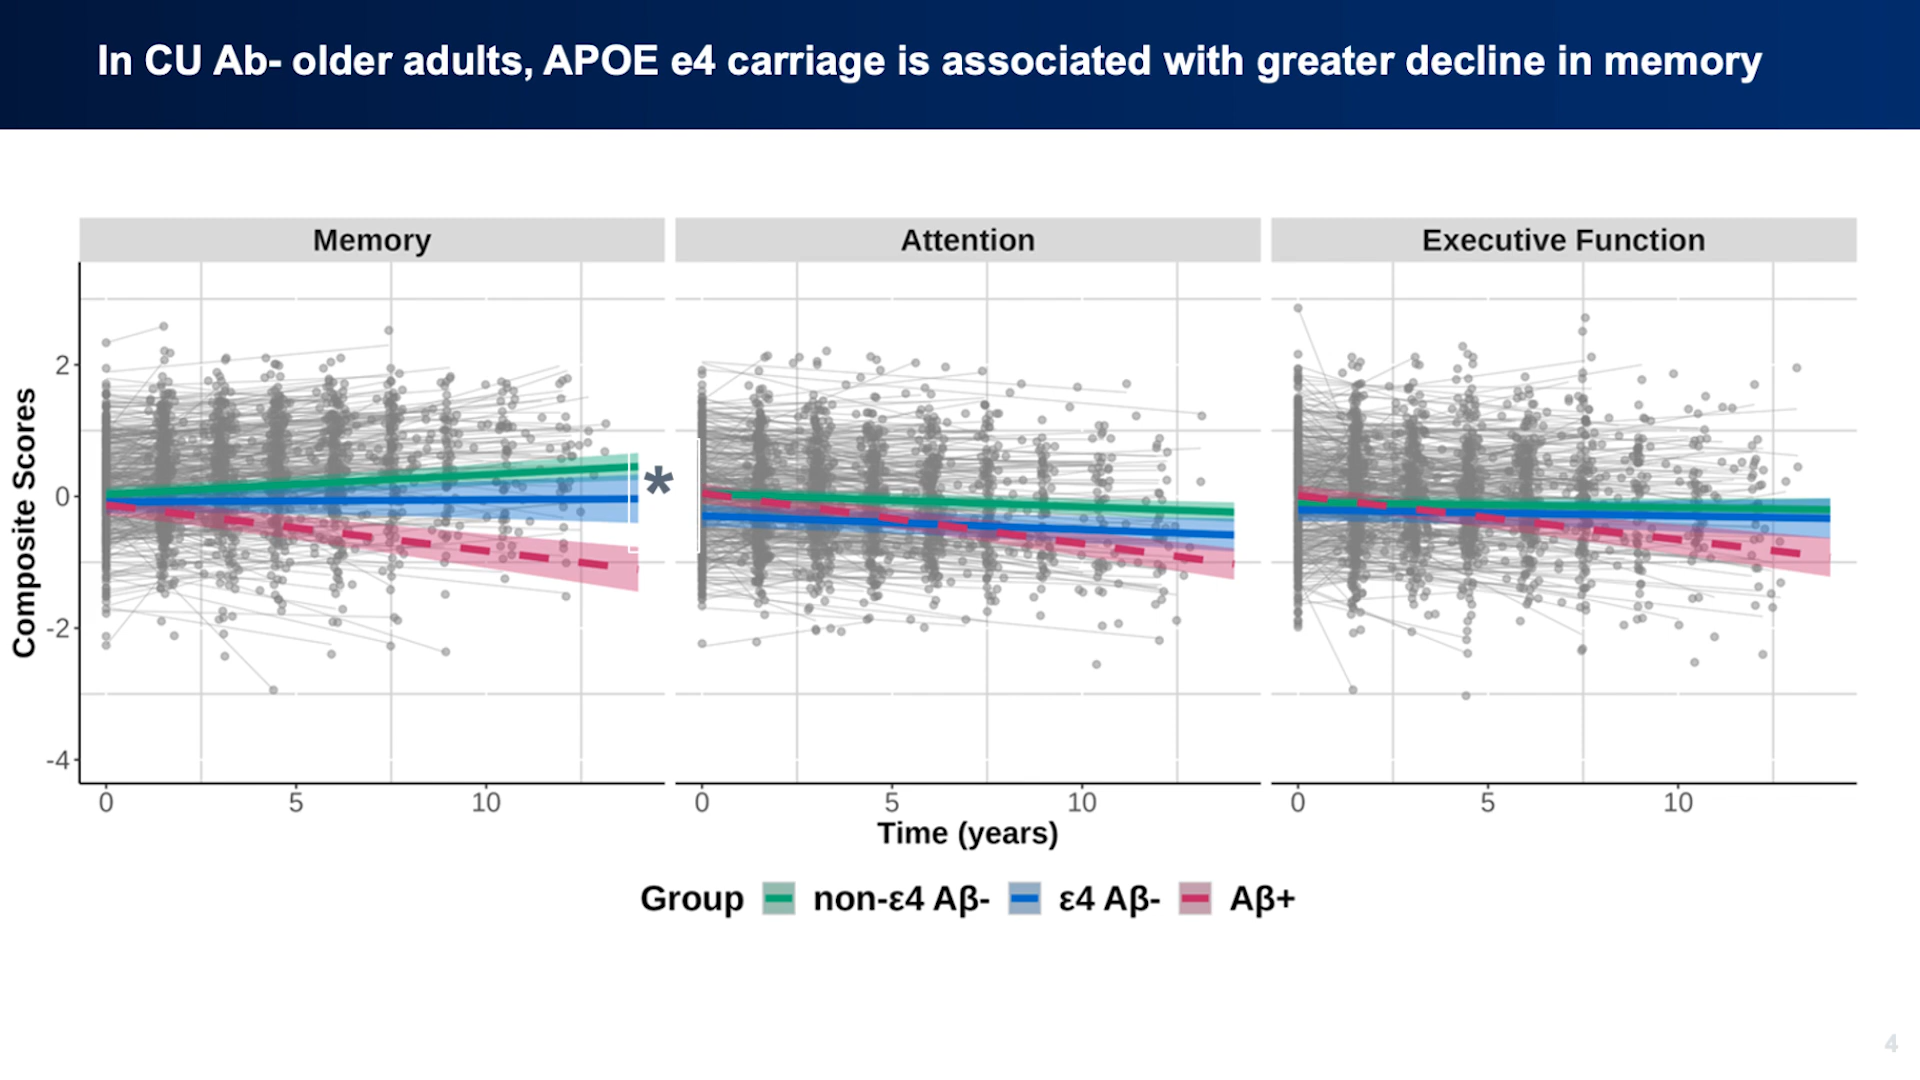 In CU Ab- older adults, APOE e4 carriage is associated with greater decline in memory
Memory Attention Executive Function
Composite Scores
2
0
-2
-4
*
0 5 10 0 5 10 0 5 10
Time (years)
Group non-ε4 Aβ- ε4 Aβ- Aβ+
4